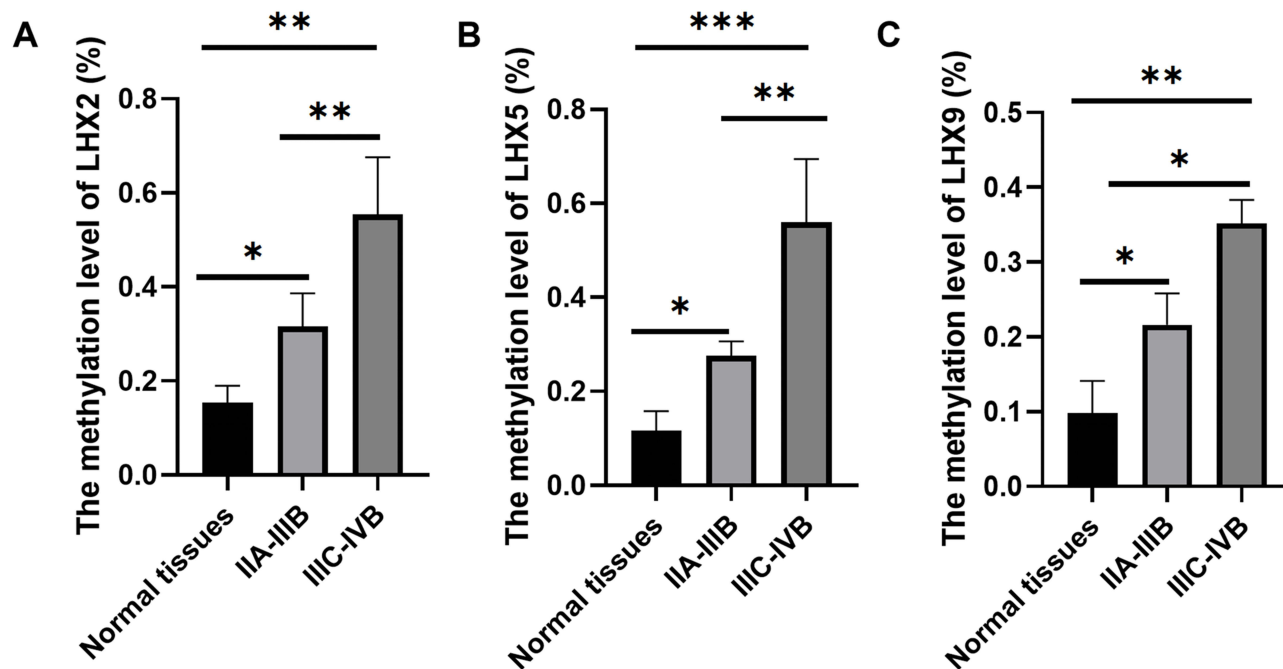 A
The methylation level of LHX2 (%)
**
**
*
0.8
0.6
0.4
0.2
0.0
Normal tissues
IIA-IIIB
IIIC-IVB
B
The methylation level of LHX5 (%)
***
**
*
0.8
0.6
0.4
0.2
0.0
Normal tissues
IIA-IIIB
IIIC-IVB
C
The methylation level of LHX9 (%)
**
*
*
0.5
0.4
0.3
0.2
0.1
0.0
Normal tissues
IIA-IIIB
IIIC-IVB